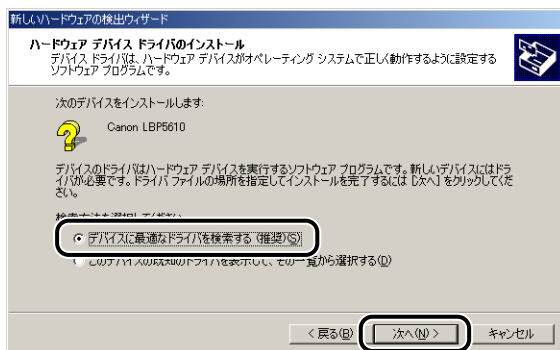 新しいハードウェアの検出ウィザード
ハードウェア デバイス ドライバのインストール
デバイス ドライバは、ハードウェア デバイスがオペレーティング システムで正しく動作するように設定する
ソフトウェア プログラムです。
次のデバイスをインストールします:
Canon LBP5610
デバイスのドライバはハードウェア デバイスを実行するソフトウェア プログラムです。新しいデバイスにはドラ
イバが必要です。ドライバ ファイルの場所を指定してインストールを完了するには [次へ] をクリックしてくだ
さい。
検索方法を選択してください。
デバイスに最適なドライバを検索する (推奨)(S)
このデバイスの既知のドライバを表示して、その一覧から選択する(D)
< 戻る(B)
次へ(N) >
キャンセル